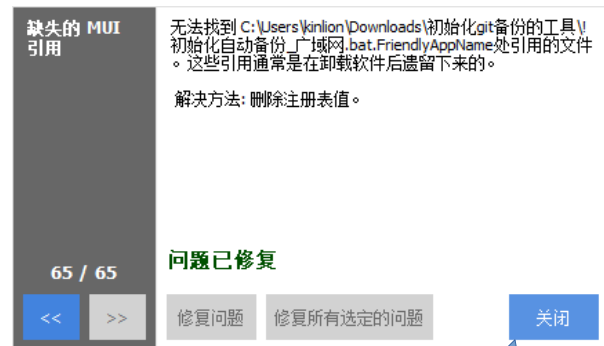 缺失的 MUI
引用
无法找到 C:\Users\kinlion\Downloads\初始化git备份的工具\!
初始化自动备份_广域网.bat.FriendlyAppName处引用的文件
。这些引用通常是在卸载软件后遗留下来的。
解决方法: 删除注册表值。
问题已修复
65 / 65
<<
>>
修复问题
修复所有选定的问题
关闭